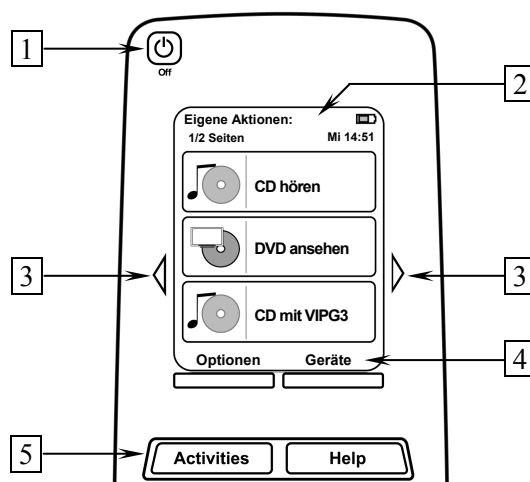 1
Off
2
Eigene Aktionen:
1/2 Seiten Mi 14:51
CD hören
DVD ansehen
3
3
CD mit VIPG3
Optionen Geräte
4
5
Activities Help